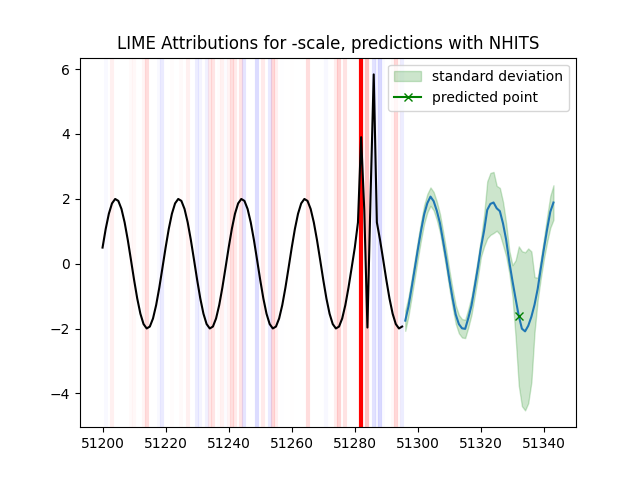 LIME Attributions for -scale, predictions with NHITS
standard deviation
predicted point
6
4
2
0
−2
−4
51200 51220 51240 51260 51280 51300 51320 51340